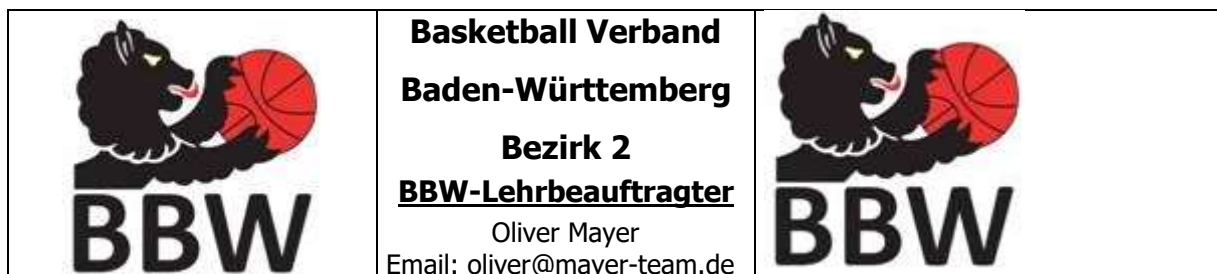 BBW
Basketball Verband
Baden-Württemberg
Bezirk 2
BBW-Lehrbeauftragter
Oliver Mayer
Email: oliver@mayer-team.de
BBW